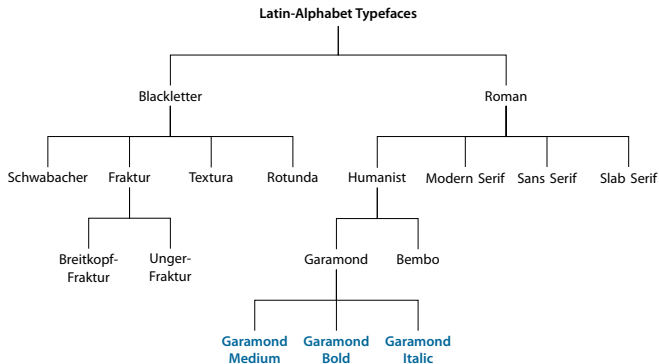 Latin-Alphabet Typefaces
Blackletter Roman
Schwabacher Fraktur Textura Rotunda Humanist Modern Serif Sans Serif Slab Serif
Breitkopf-
Fraktur
Unger-
Fraktur
Garamond Bembo
Garamond
Medium
Garamond
Bold
Garamond
Italic